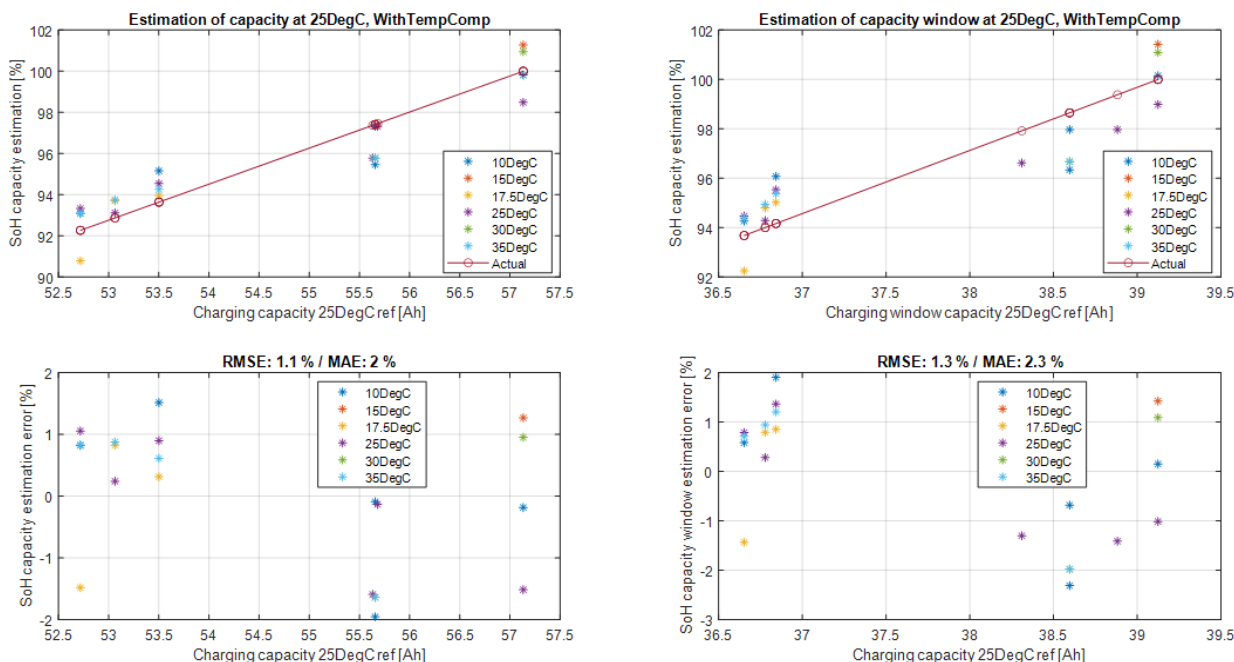 Estimation of capacity at 25DegC, WithTempComp
SoH capacity estimation [%]
102
100
98
96
94
92
90
10DegC
15DegC
17.5DegC
25DegC
30DegC
35DegC
Actual
52.5 53 53.5 54 54.5 55 55.5 56 56.5 57 57.5
Charging capacity 25DegC ref [Ah]
Estimation of capacity window at 25DegC, WithTempComp
SoH capacity estimation [%]
102
100
98
96
94
92
10DegC
15DegC
17.5DegC
25DegC
30DegC
35DegC
Actual
36.5 37 37.5 38 38.5 39 39.5
Charging window capacity 25DegC ref [Ah]
RMSE: 1.1 % / MAE: 2 %
SoH capacity estimation error [%]
2
1
0
-1
-2
10DegC
15DegC
17.5DegC
25DegC
30DegC
35DegC
52.5 53 53.5 54 54.5 55 55.5 56 56.5 57 57.5
Charging capacity 25DegC ref [Ah]
RMSE: 1.3 % / MAE: 2.3 %
SoH capacity window estimation error [%]
2
1
0
-1
-2
-3
10DegC
15DegC
17.5DegC
25DegC
30DegC
35DegC
36.5 37 37.5 38 38.5 39 39.5
Charging capacity 25DegC ref [Ah]